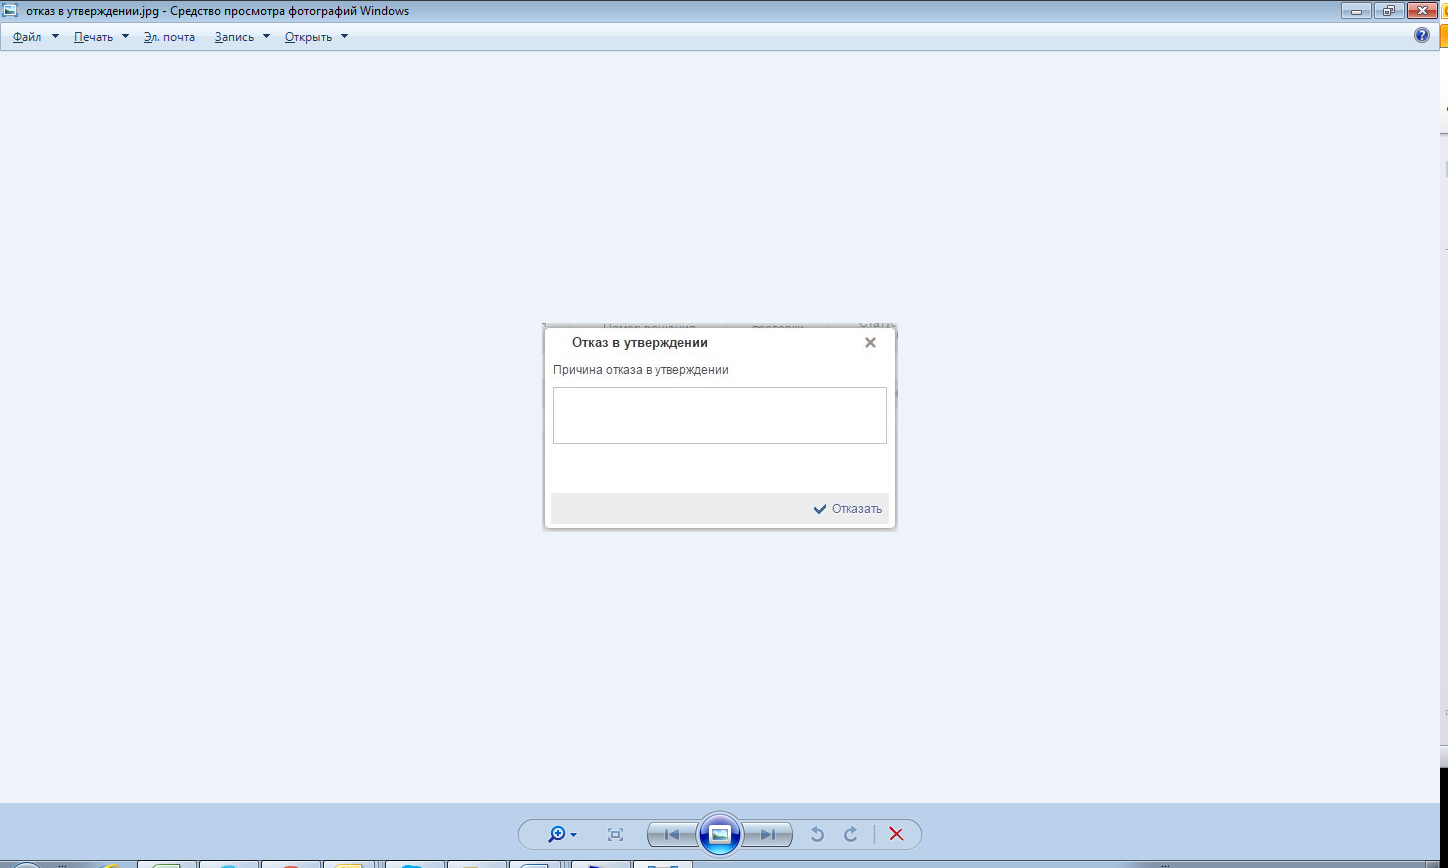 отказ в утверждении.jpg - Средство просмотра фотографий Windows
Файл Печать Эл. почта Запись Открыть
Отказ в утверждении
Причина отказа в утверждении
Отказать